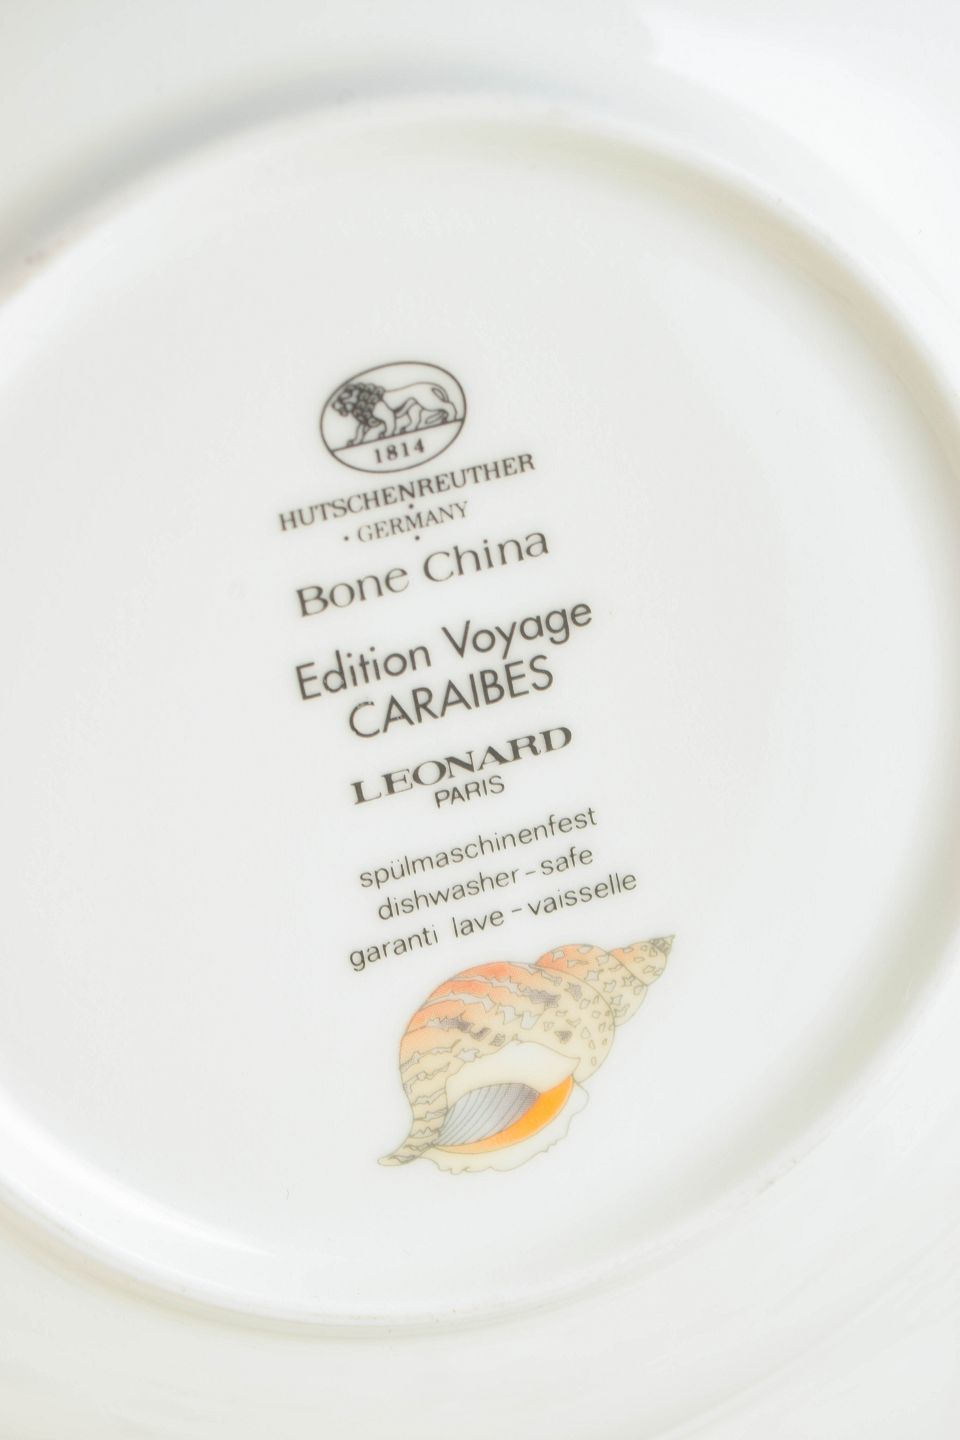 1814
HUTSCHENREUTHER
· GERMANY ·
Bone China
Edition Voyage
CARAIBES
LEONARD
PARIS
spülmaschinenfest
dishwasher-safe
garanti lave-vaisselle